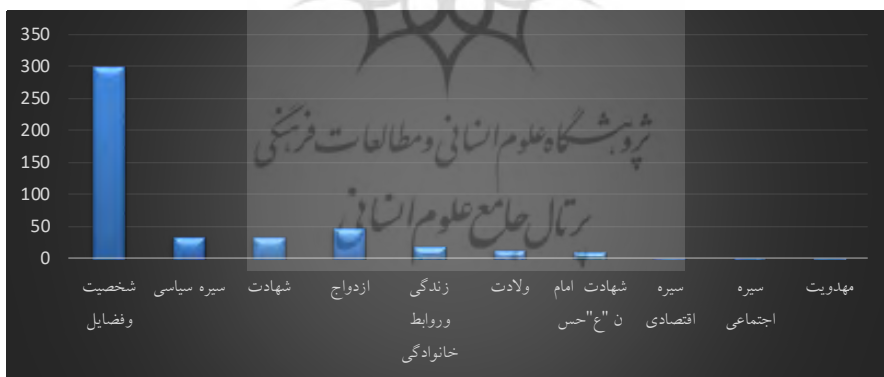 350
300
250
200
150
100
50
0
پژوهشگاه علوم انسانی و مطالعات فرهنگی
پرتال جامع علوم انسانی
شخصیت وفضایل
سیره سیاسی
شهادت
ازدواج
زندگی وروابط خانوادگی
ولادت
شهادت امام
ن "ع"حس
سیره اقتصادی
سیره اجتماعی
مهدویت